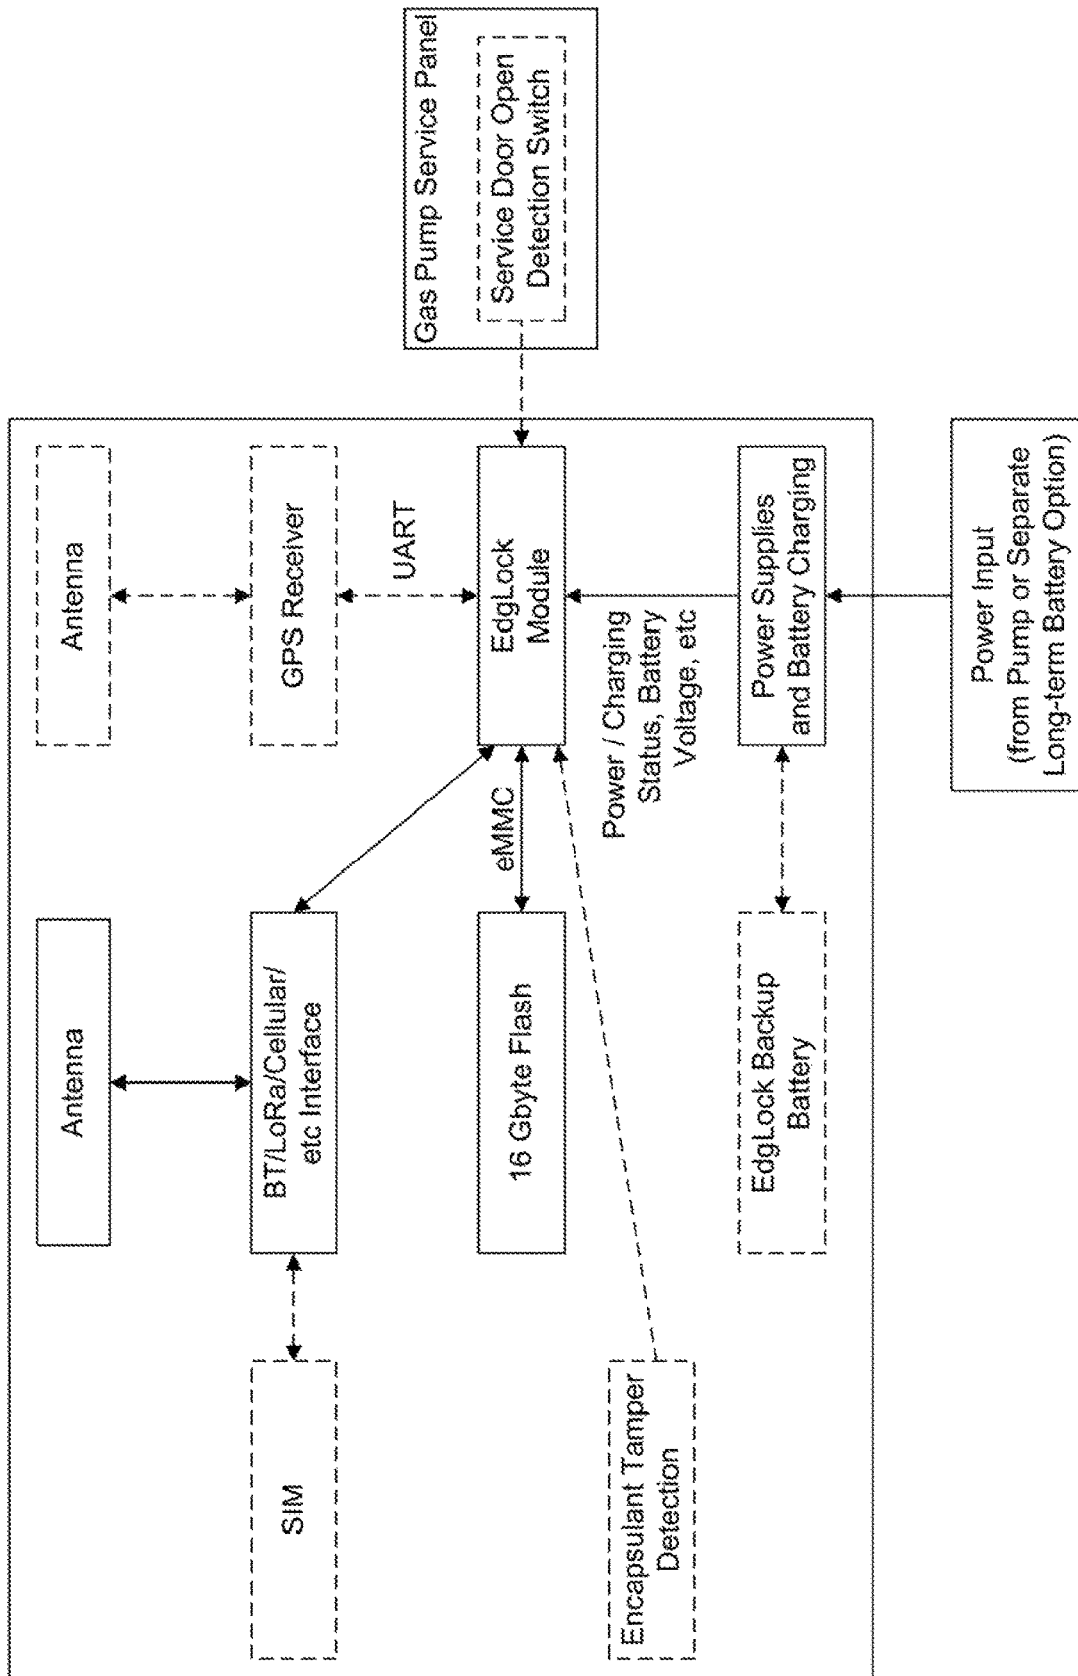 SIM
Encapsulant Tamper
Detection
Antenna
BT/LoRa/Cellular/
etc Interface
16 Gbyte Flash
EdgLock Backup
Battery
eMMC
Antenna
GPS Receiver
UART
EdgLock
Module
Power / Charging
Status, Battery
Voltage, etc
Power Supplies
and Battery Charging
Power Input
(from Pump or Separate
Long-term Battery Option)
Gas Pump Service Panel
Service Door Open
Detection Switch